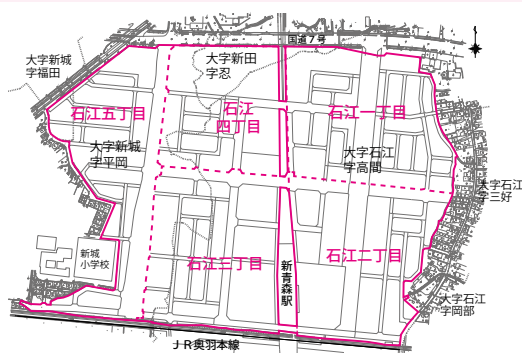 国道7号
大字新城
字福田
大字新田
字忍
石江五丁目
石江
四丁目
石江一丁目
大字新城
字平岡
大字石江
字高間
大字石江
字三好
新城
小学校
石江三丁目
新青森駅
石江二丁目
大字石江
字岡部
JR奥羽本線